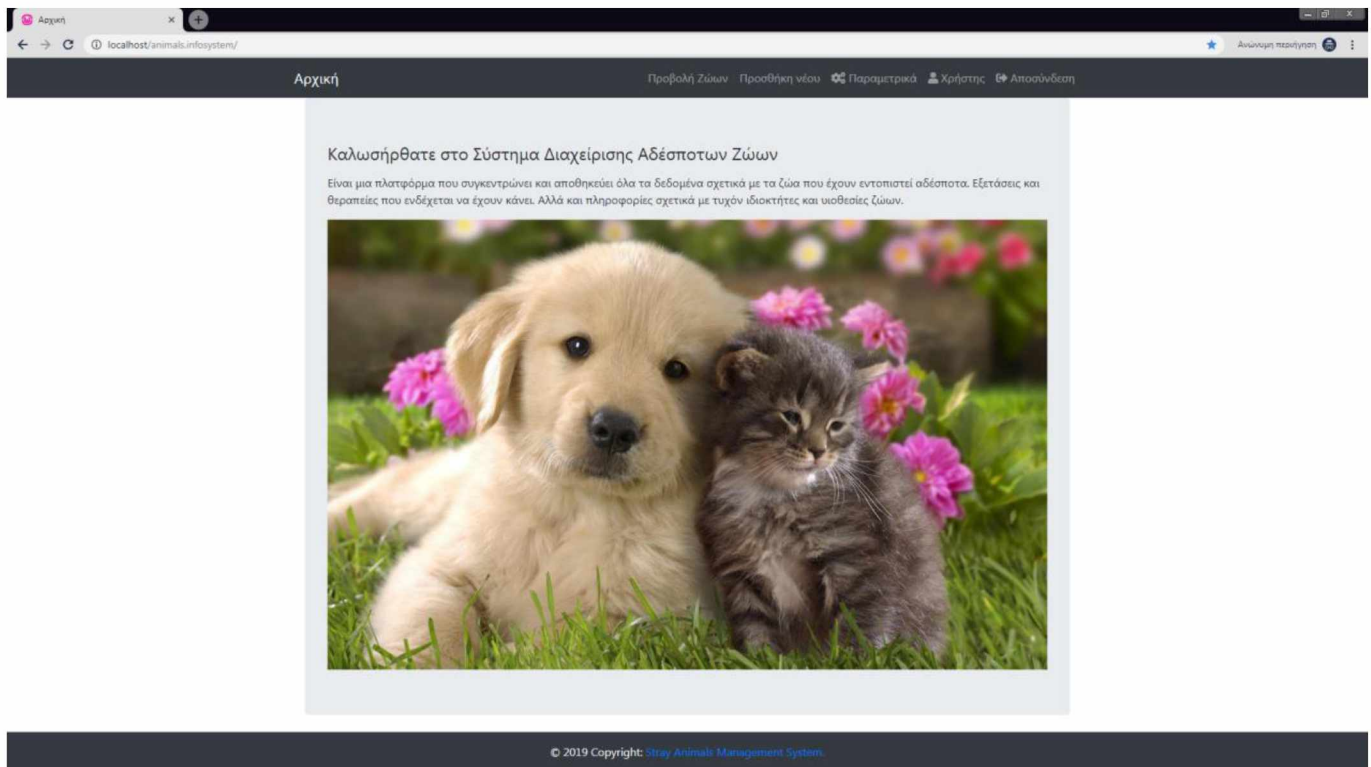 Αρχική
localhost/animals.infosystem/
Ανώνυμη περιήγηση
Αρχική Προβολή Ζώων Προσθήκη νέου Παραμετρικά Χρήστης Αποσύνδεση
Καλωσήρθατε στο Σύστημα Διαχείρισης Αδέσποτων Ζώων
Είναι μια πλατφόρμα που συγκεντρώνει και αποθηκεύει όλα τα δεδομένα σχετικά με τα ζώα που έχουν εντοπιστεί αδέσποτα. Εξετάσεις και
θεραπείες που ενδέχεται να έχουν κάνει. Αλλά και πληροφορίες σχετικά με τυχόν ιδιοκτήτες και υιοθεσίες ζώων.
© 2019 Copyright: Stray Animals Management System.